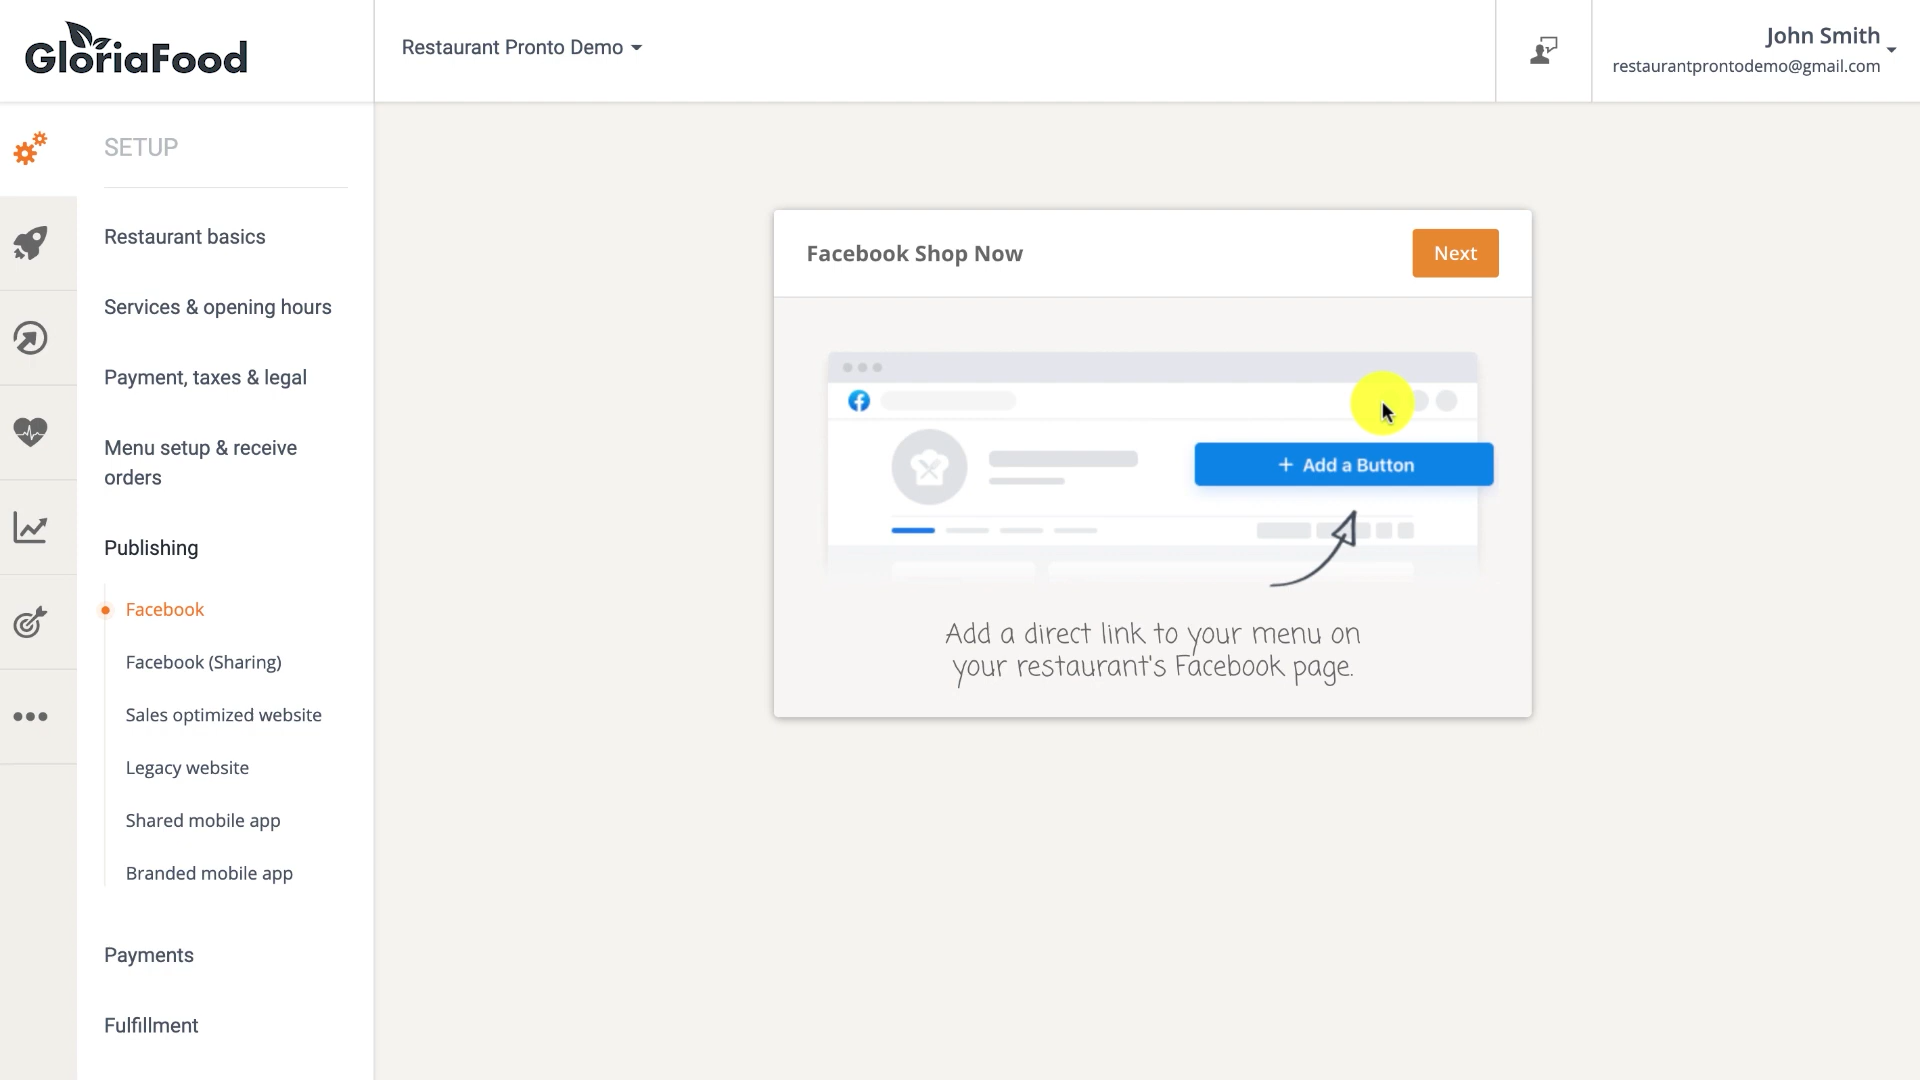 GloriaFood
Restaurant Pronto Demo
John Smith
restaurantprontodemo@gmail.com
SETUP
Restaurant basics
Services & opening hours
Payment, taxes & legal
Menu setup & receive
orders
Publishing
Facebook
Facebook (Sharing)
Sales optimized website
Legacy website
Shared mobile app
Branded mobile app
Payments
Fulfillment
Facebook Shop Now
Next
+ Add a Button
Add a direct link to your menu on
your restaurant's Facebook page.